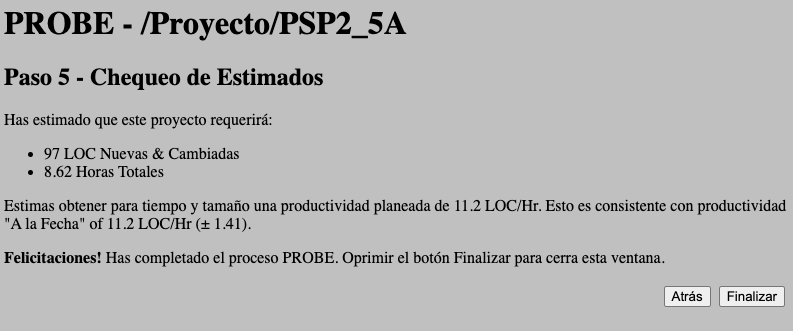 PROBE - /Proyecto/PSP2_5A
Paso 5 - Chequeo de Estimados
Has estimado que este proyecto requerirá:
• 97 LOC Nuevas & Cambiadas
• 8.62 Horas Totales
Estimas obtener para tiempo y tamaño una productividad planeada de 11.2 LOC/Hr. Esto es consistente con productividad
"A la Fecha" of 11.2 LOC/Hr (± 1.41).
Felicitaciones! Has completado el proceso PROBE. Oprimir el botón Finalizar para cerra esta ventana.
Atrás Finalizar